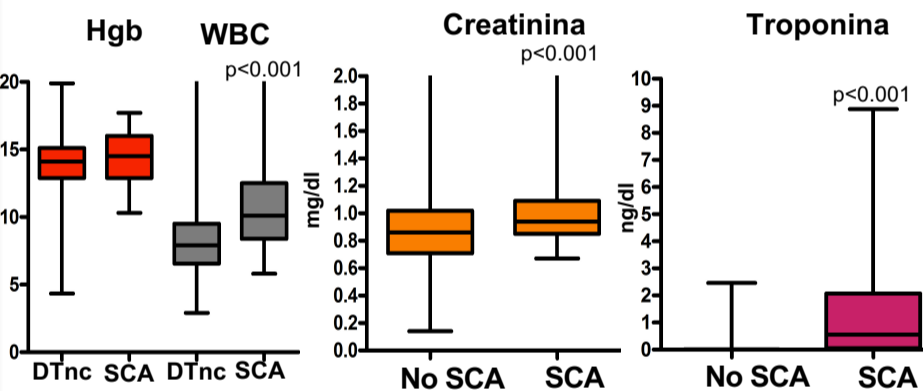 Hgb
WBC
p<0.001
20
15
10
5
0
DTnc SCA DTnc SCA
Creatinina
p<0.001
mg/dl
2.0
1.8
1.6
1.4
1.2
1.0
0.8
0.6
0.4
0.2
0.0
No SCA SCA
Troponina
p<0.001
ng/dl
10
9
8
7
6
5
4
3
2
1
0
No SCA SCA